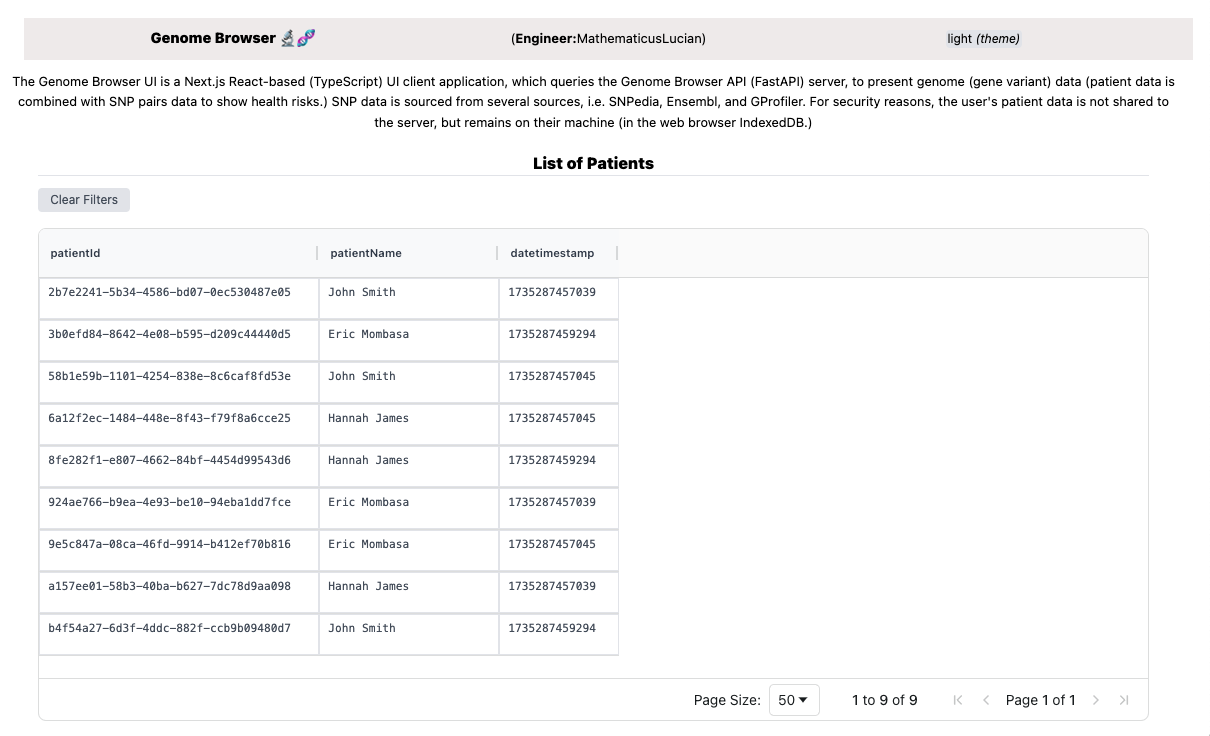 Genome Browser 🔬🧬 (Engineer:MathematicusLucian) light (theme)
The Genome Browser UI is a Next.js React-based (TypeScript) UI client application, which queries the Genome Browser API (FastAPI) server, to present genome (gene variant) data (patient data is
combined with SNP pairs data to show health risks.) SNP data is sourced from several sources, i.e. SNPedia, Ensembl, and GProfiler. For security reasons, the user's patient data is not shared to
the server, but remains on their machine (in the web browser IndexedDB.)
List of Patients
Clear Filters
patientId patientName datetimestamp
2b7e2241-5b34-4586-bd07-0ec530487e05 John Smith 1735287457039
3b0efd84-8642-4e08-b595-d209c44440d5 Eric Mombasa 1735287459294
58b1e59b-1101-4254-838e-8c6caf8fd53e John Smith 1735287457045
6a12f2ec-1484-448e-8f43-f79f8a6cce25 Hannah James 1735287457045
8fe282f1-e807-4662-84bf-4454d99543d6 Hannah James 1735287459294
924ae766-b9ea-4e93-be10-94eba1dd7fce Eric Mombasa 1735287457039
9e5c847a-08ca-46fd-9914-b412ef70b816 Eric Mombasa 1735287457045
a157ee01-58b3-40ba-b627-7dc78d9aa098 Hannah James 1735287457039
b4f54a27-6d3f-4ddc-882f-ccb9b09480d7 John Smith 1735287459294
Page Size: 50 1 to 9 of 9 Page 1 of 1